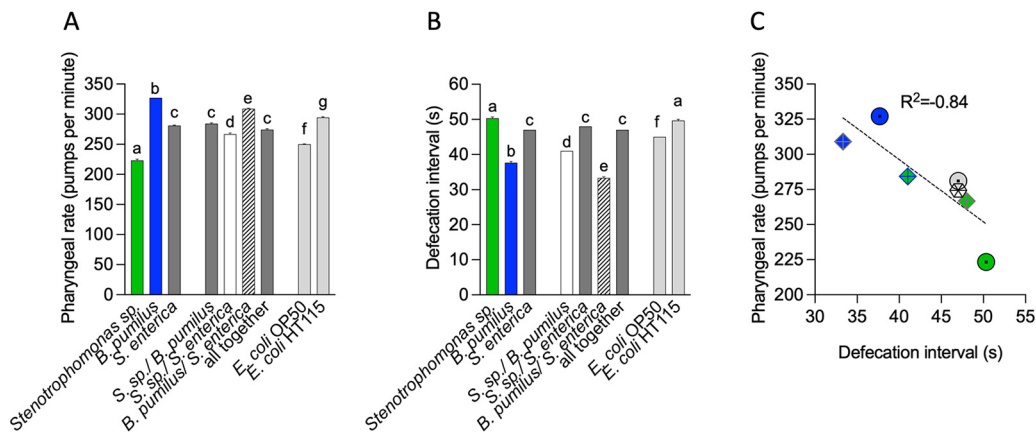 A
Pharyngeal rate (pumps per minute)
350
300
250
200
150
100
50
0
a
b
c
c
d
e
c
f
g
Stenotrophomonas sp.
B. pumilus
S. enterica
S. sp./ B. pumilus
S. sp./ S. enterica
B. pumilus/ S. enterica
all together
E. coli OP50
E. coli HT115
B
Defecation interval (s)
60
50
40
30
20
10
0
a
b
c
d
c
e
c
f
a
Stenotrophomonas sp.
B. pumilus
S. enterica
S. sp./ B. pumilus
S. sp./ S. enterica
B. pumilus/ S. enterica
all together
E. coli OP50
E. coli HT115
C
Pharyngeal rate (pumps per minute)
350
325
300
275
250
225
200
R²=-0.84
30 35 40 45 50 55
Defecation interval (s)